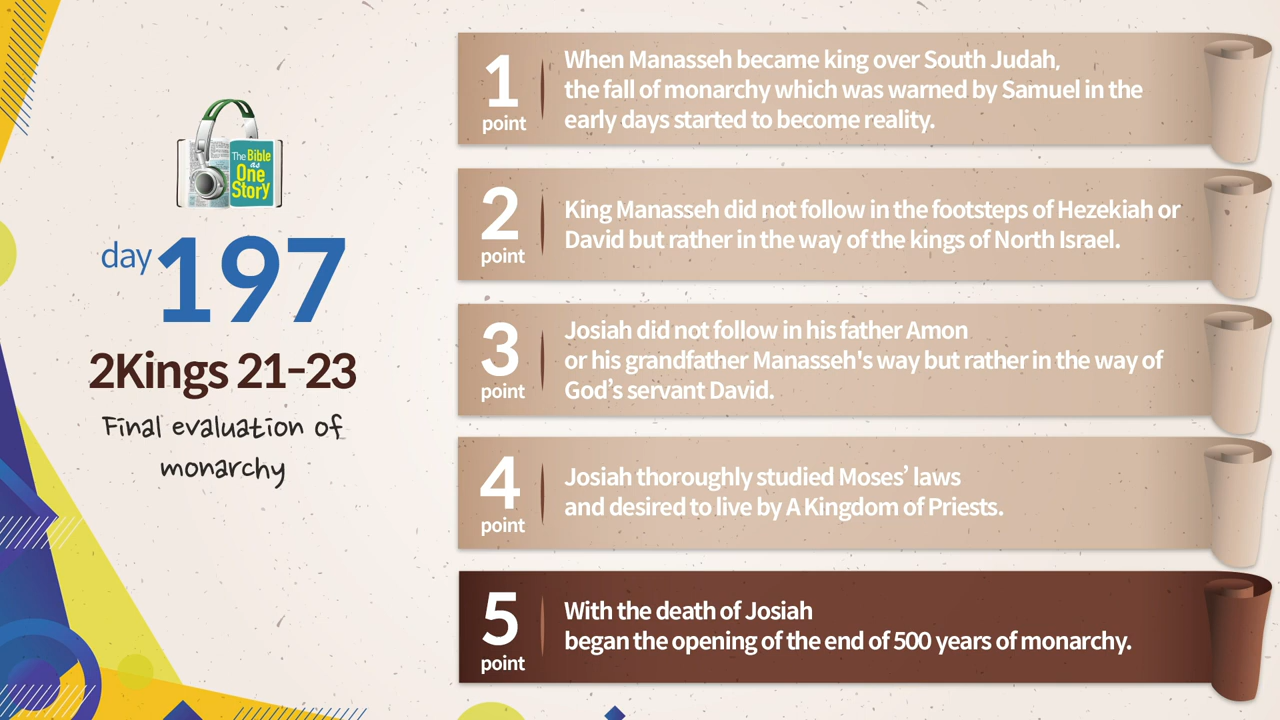 The Bible
as
One
Story
day 197
2Kings 21-23
Final evaluation of
monarchy
1
point
When Manasseh became king over South Judah,
the fall of monarchy which was warned by Samuel in the
early days started to become reality.
2
point
King Manasseh did not follow in the footsteps of Hezekiah or
David but rather in the way of the kings of North Israel.
3
point
Josiah did not follow in his father Amon
or his grandfather Manasseh's way but rather in the way of
God’s servant David.
4
point
Josiah thoroughly studied Moses’ laws
and desired to live by A Kingdom of Priests.
5
point
With the death of Josiah
began the opening of the end of 500 years of monarchy.